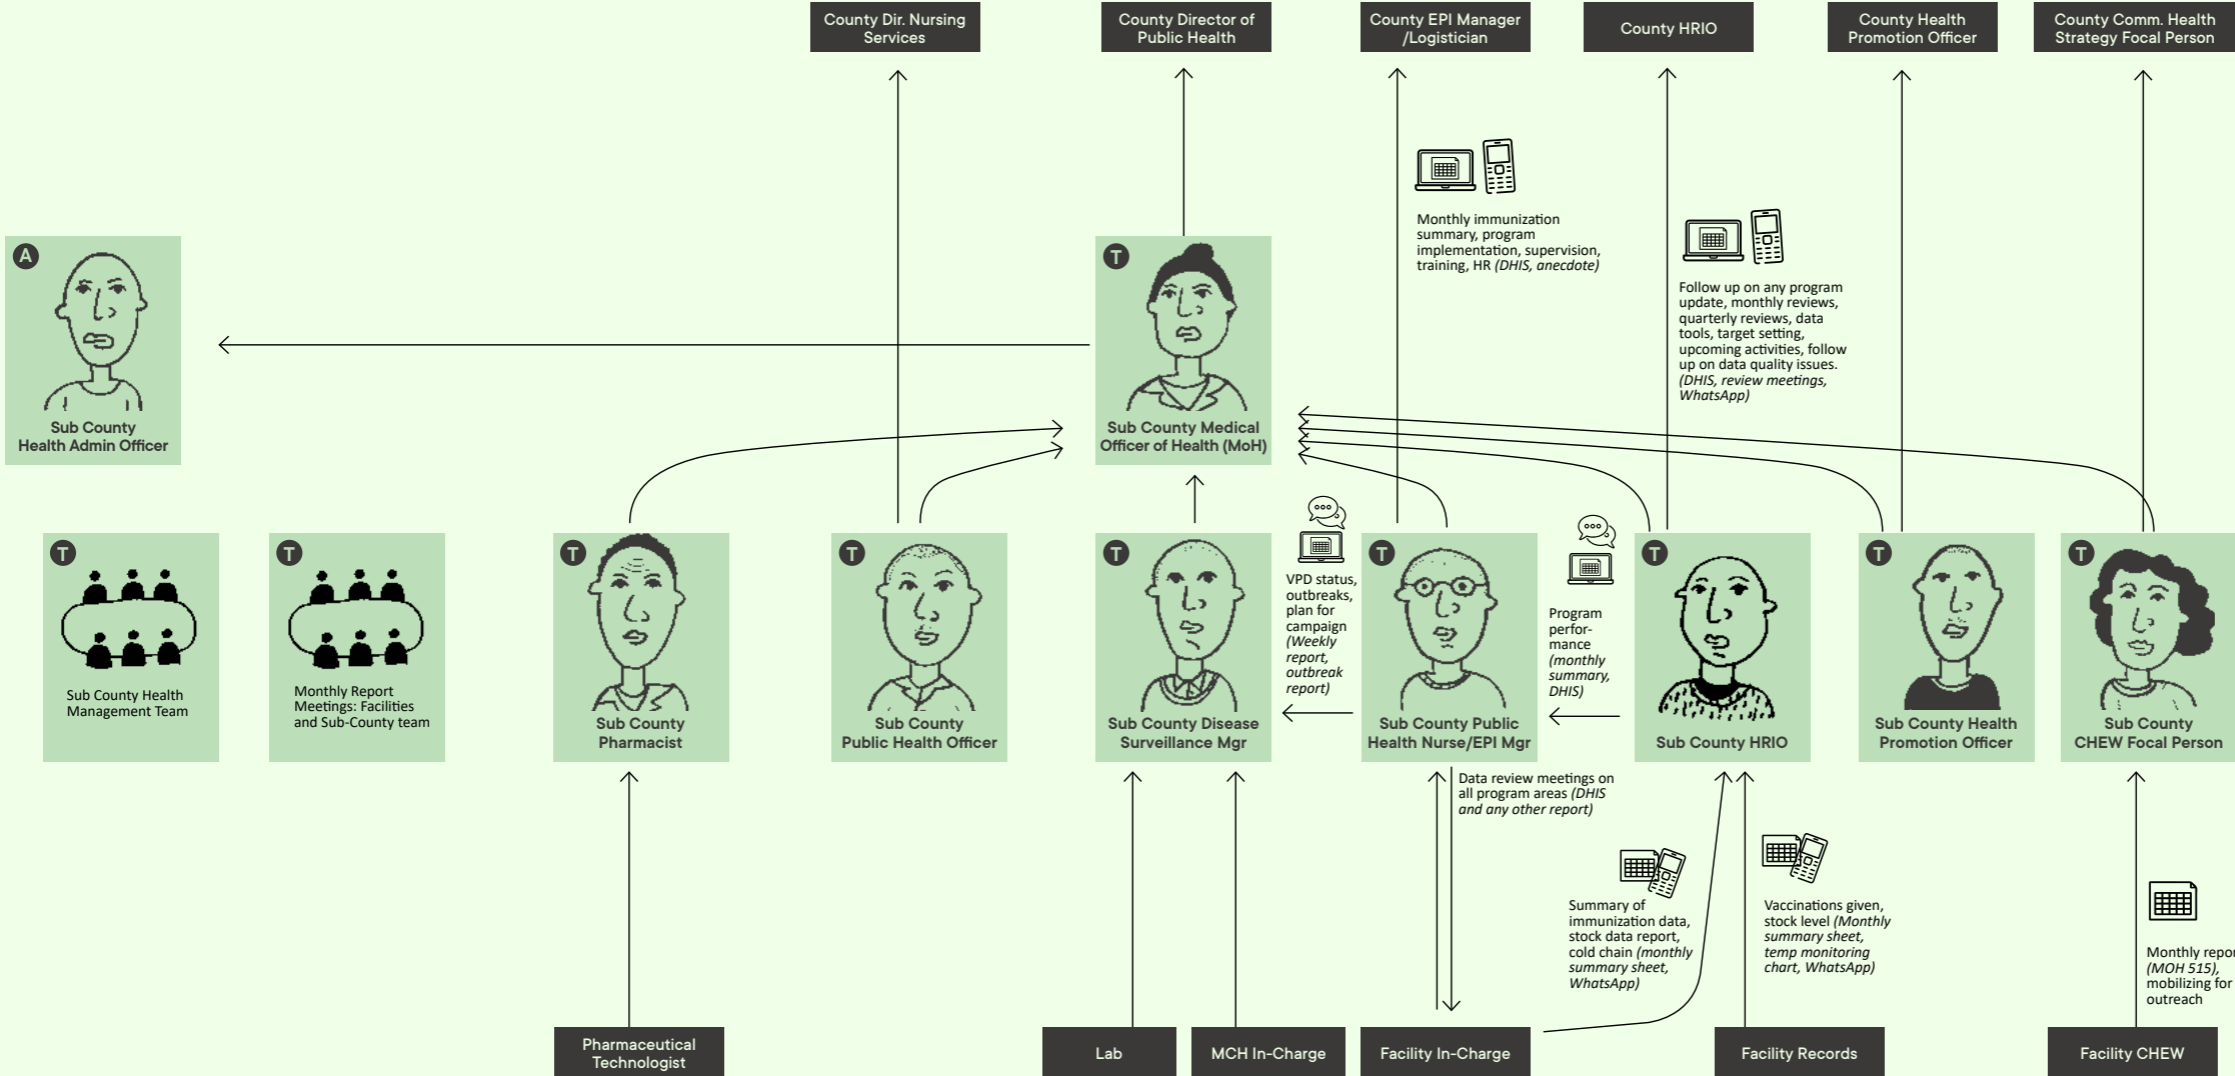 County Dir. Nursing
Services
County Director of
Public Health
County EPI Manager
/Logistician
County HRIO
County Health
Promotion Officer
County Comm. Health
Strategy Focal Person
Monthly immunization
summary, program
implementation, supervision,
training, HR (DHIS, anecdote)
Follow up on any program
update, monthly reviews,
quarterly reviews, data
tools, target setting,
upcoming activities, follow
up on data quality issues.
(DHIS, review meetings,
WhatsApp)
A
Sub County
Health Admin Officer
T
Sub County Medical
Officer of Health (MoH)
T
Sub County Health
Management Team
T
Monthly Report
Meetings: Facilities
and Sub-County team
T
Sub County
Pharmacist
T
Sub County
Public Health Officer
T
Sub County Disease
Surveillance Mgr
VPD status,
outbreaks,
plan for
campaign
(Weekly
report,
outbreak
report)
T
Sub County Public
Health Nurse/EPI Mgr
Program
perfor-
mance
(monthly
summary,
DHIS)
T
Sub County HRIO
T
Sub County Health
Promotion Officer
T
Sub County
CHEW Focal Person
Data review meetings on
all program areas (DHIS
and any other report)
Summary of
immunization data,
stock data report,
cold chain (monthly
summary sheet,
WhatsApp)
Vaccinations given,
stock level (Monthly
summary sheet,
temp monitoring
chart, WhatsApp)
Monthly repor
(MOH 515),
mobilizing for
outreach
Pharmaceutical
Technologist
Lab
MCH In-Charge
Facility In-Charge
Facility Records
Facility CHEW